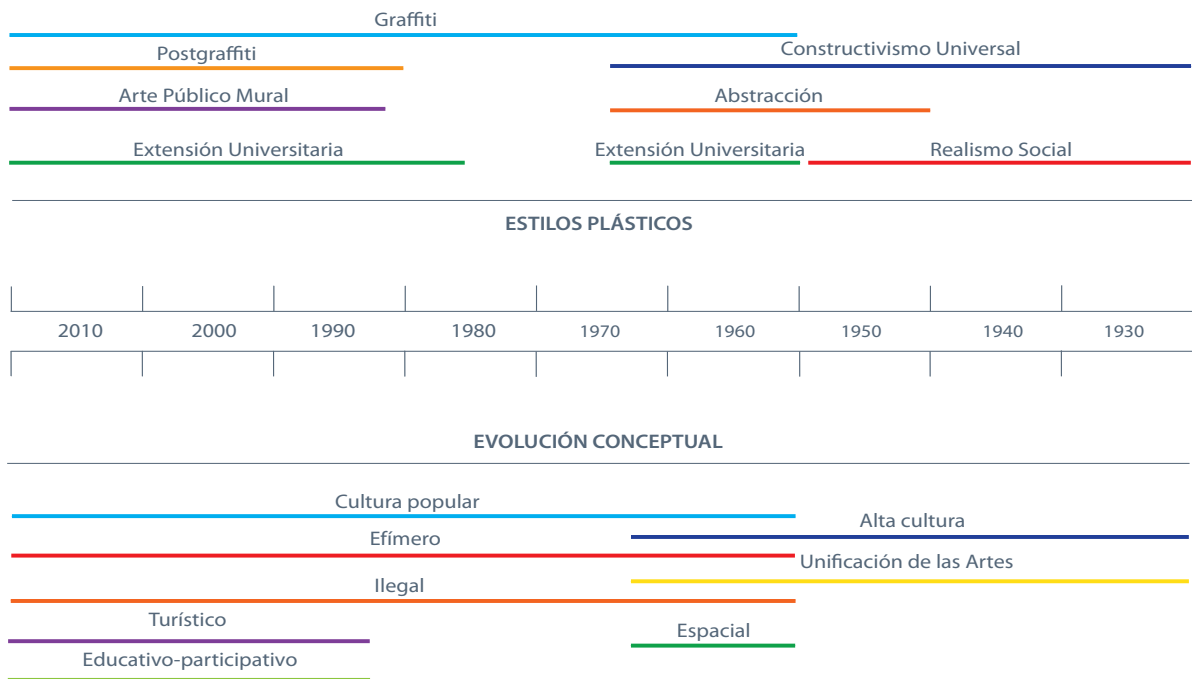 Graffiti
Postgraffiti
Constructivismo Universal
Arte Público Mural
Abstracción
Extensión Universitaria
Extensión Universitaria
Realismo Social
ESTILOS PLÁSTICOS
2010 2000 1990 1980 1970 1960 1950 1940 1930
EVOLUCIÓN CONCEPTUAL
Cultura popular
Alta cultura
Efímero
Unificación de las Artes
Ilegal
Turístico
Espacial
Educativo-participativo